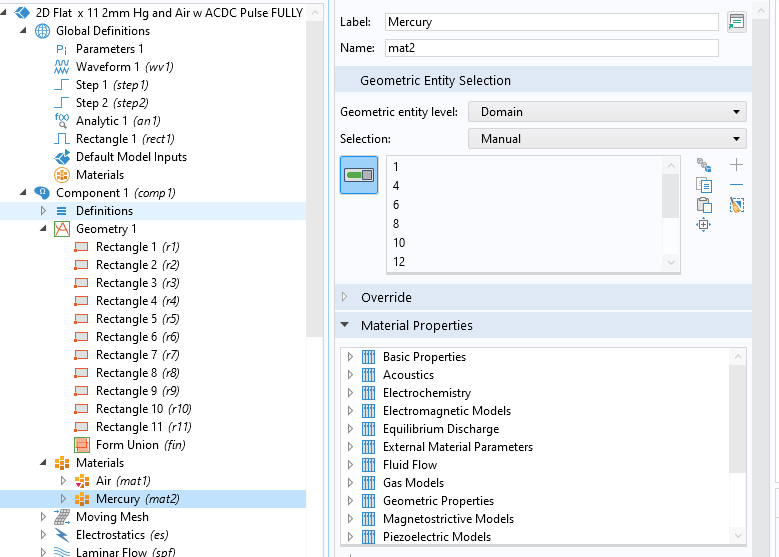 2D Flat x 11 2mm Hg and Air w ACDC Pulse FULLY
Global Definitions
Parameters 1
Waveform 1 (wv1)
Step 1 (step1)
Step 2 (step2)
Analytic 1 (an1)
Rectangle 1 (rect1)
Default Model Inputs
Materials
Component 1 (comp1)
Definitions
Geometry 1
Rectangle 1 (r1)
Rectangle 2 (r2)
Rectangle 3 (r3)
Rectangle 4 (r4)
Rectangle 5 (r5)
Rectangle 6 (r6)
Rectangle 7 (r7)
Rectangle 8 (r8)
Rectangle 9 (r9)
Rectangle 10 (r10)
Rectangle 11 (r11)
Form Union (fin)
Materials
Air (mat1)
Mercury (mat2)
Moving Mesh
Electrostatics (es)
Laminar Flow (spf)
Label: Mercury
Name: mat2
Geometric Entity Selection
Geometric entity level: Domain
Selection: Manual
1
4
6
8
10
12
Override
Material Properties
Basic Properties
Acoustics
Electrochemistry
Electromagnetic Models
Equilibrium Discharge
External Material Parameters
Fluid Flow
Gas Models
Geometric Properties
Magnetostrictive Models
Piezoelectric Models